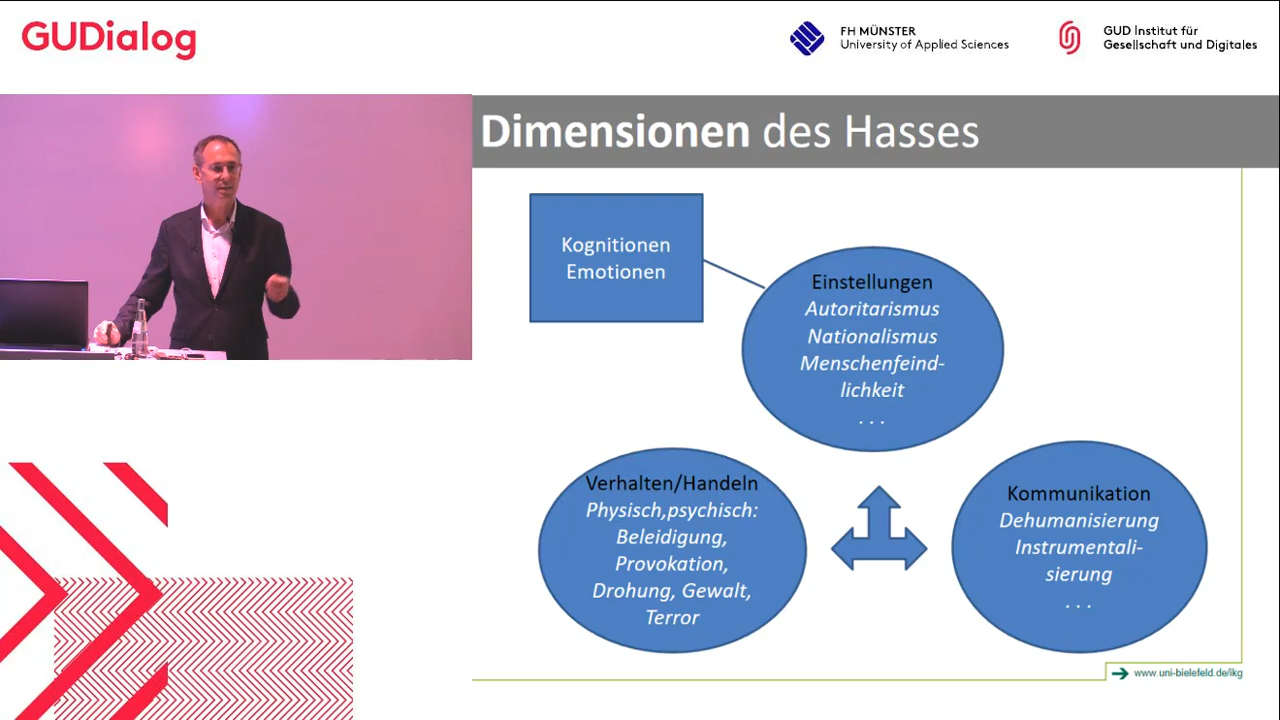 GUDialog
FH MÜNSTER
University of Applied Sciences
GUD Institut für
Gesellschaft und Digitales
Dimensionen des Hasses
Kognitionen
Emotionen
Einstellungen
Autoritarismus
Nationalismus
Menschenfeind-
lichkeit
. . .
Verhalten/Handeln
Physisch,psychisch:
Beleidigung,
Provokation,
Drohung, Gewalt,
Terror
Kommunikation
Dehumanisierung
Instrumentali-
sierung
. . .
www.uni-bielefeld.de/ikg